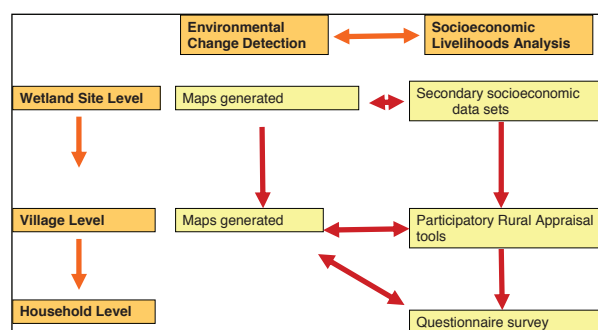 Environmental
Change Detection
Socioeconomic
Livelihoods Analysis
Wetland Site Level
Maps generated
Secondary socioeconomic
data sets
Village Level
Maps generated
Participatory Rural Appraisal
tools
Household Level
Questionnaire survey